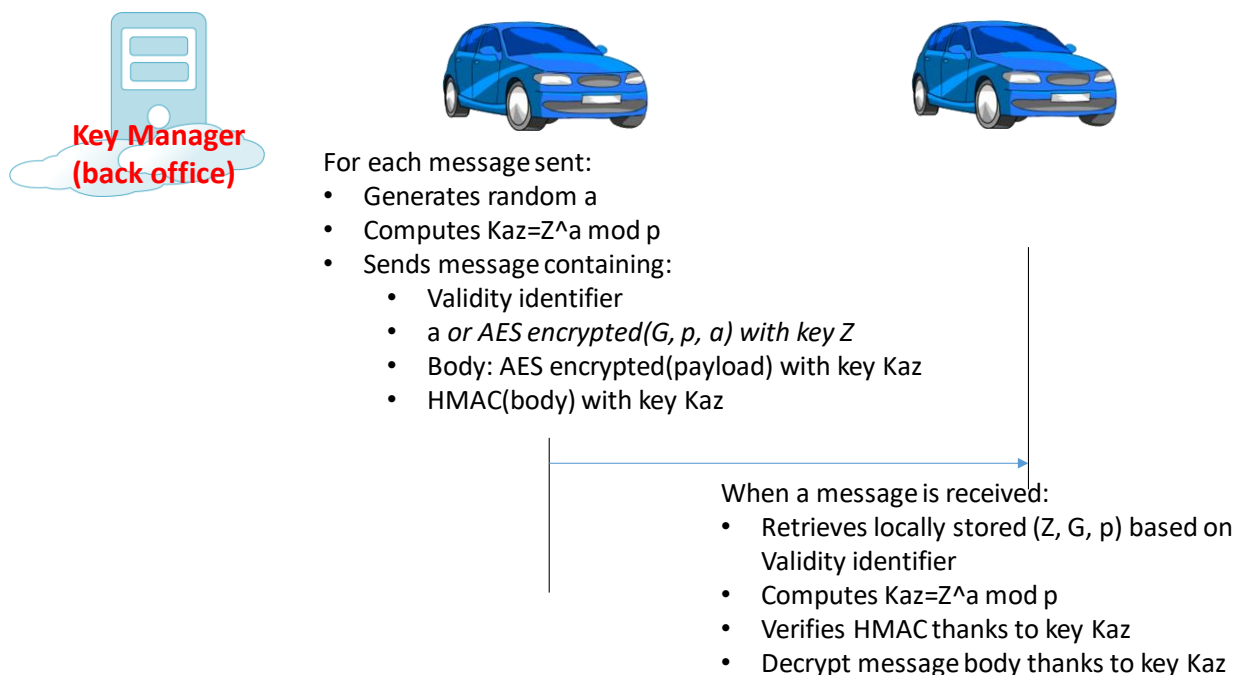 Key Manager
(back office)
For each message sent:
• Generates random a
• Computes Kaz=Z^a mod p
• Sends message containing:
• Validity identifier
• a or AES encrypted(G, p, a) with key Z
• Body: AES encrypted(payload) with key Kaz
• HMAC(body) with key Kaz
When a message is received:
• Retrieves locally stored (Z, G, p) based on
Validity identifier
• Computes Kaz=Z^a mod p
• Verifies HMAC thanks to key Kaz
• Decrypt message body thanks to key Kaz